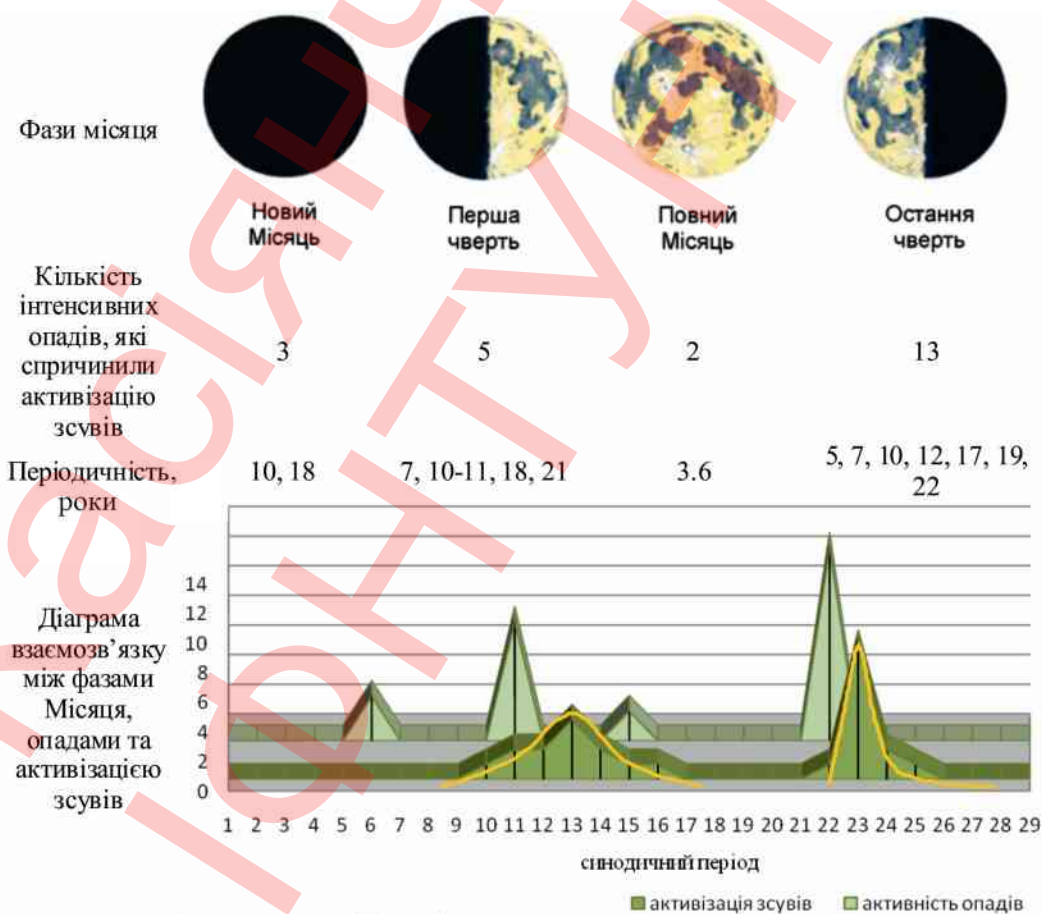 Фази місяця
Новий
Місяць
Перша
чверть
Повний
Місяць
Остання
чверть
Кількість
інтенсивних
опадів, які
спричинили
активізацію
зсувів
3 5 2 13
Періодичність,
роки
10, 18
7, 10-11, 18, 21
3.6
5, 7, 10, 12, 17, 19,
22
Діаграма
взаємозв’язку
між фазами
Місяця,
опадами та
активізацією
зсувів
14
12
10
8
6
4
2
0
1 2 3 4 5 6 7 8 9 10 11 12 13 14 15 16 17 18 19 20 21 22 23 24 25 26 27 28 29
синодичний період
активізація зсувів активність опадів